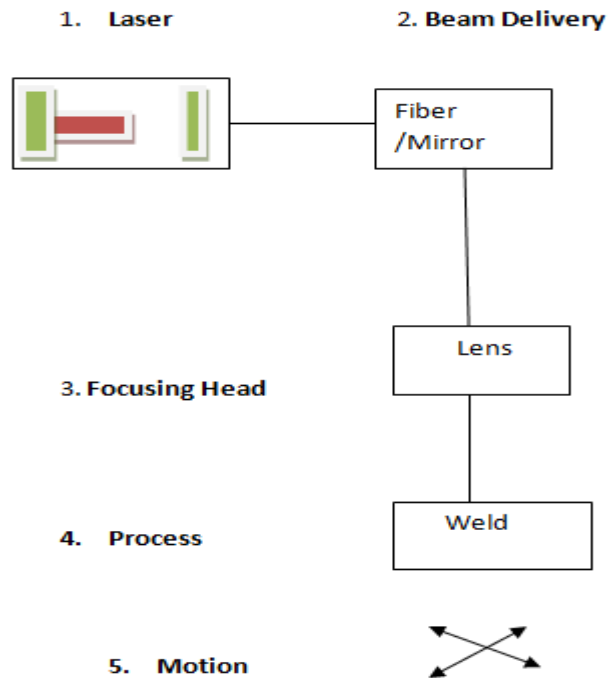 1. Laser
2. Beam Delivery
Fiber
/Mirror
Lens
3. Focusing Head
Weld
4. Process
5. Motion